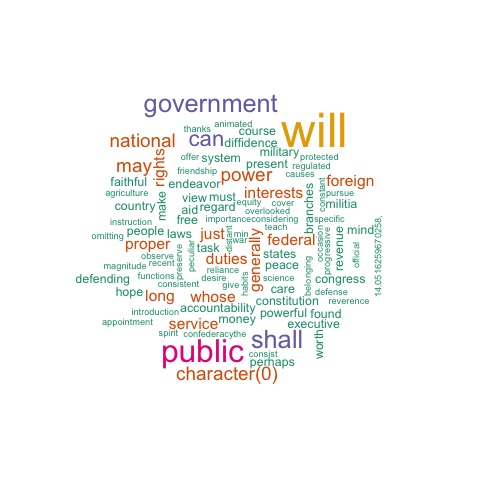 government
will
thanks animated
national can course
diffidence
may rights offer system military protected
present regulated
friendship power causes
faithful endeavor interests foreign
agriculture make view must equity cover constant pursue
country aid regard overlooked branches militia
free importanceconsidering specific
instruction teach
people laws just distant min federal occasion progressive revenue mind
omitting proper task war generally
observe preserve peculiar duties states official
magnitude recent reliance peace
defending functions desire habits science belonging congress
consistent give care defense
hope long whose constitution reverence
accountability
introduction money powerful found
appointment service executive
spirit confederacythe shall worth
public consist
perhaps
character(0)
14.0516239670258,